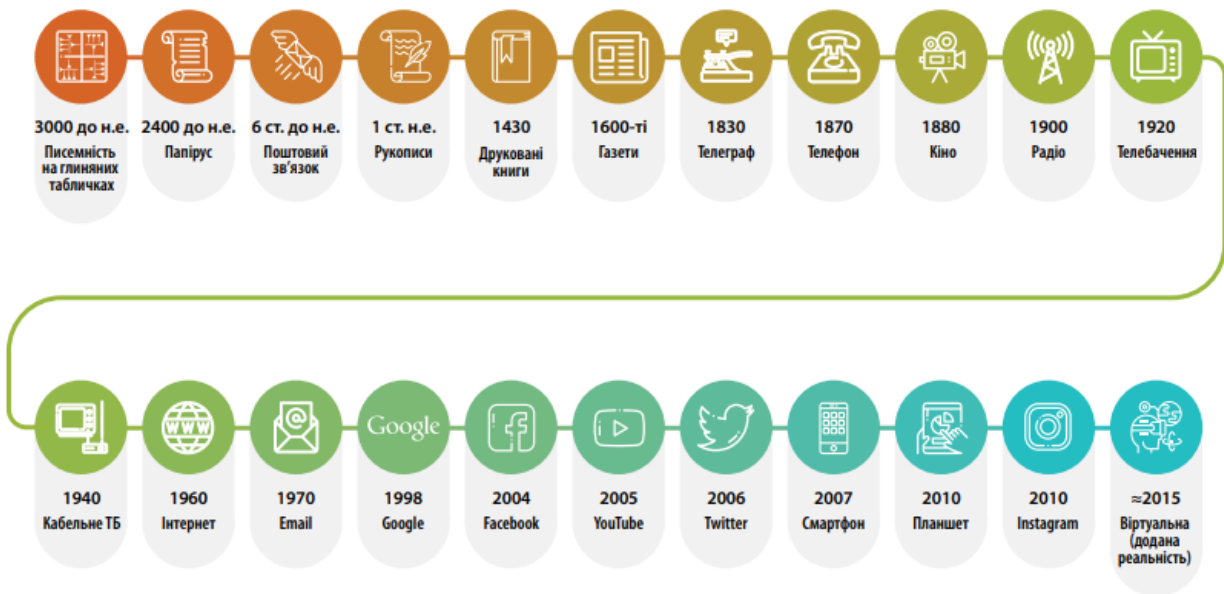 3000 до н.е.
Писемність
на глиняних
табличках
2400 до н.е.
Папірус
6 ст. до н.е.
Поштовий
зв’язок
1 ст. н.е.
Рукописи
1430
Друковані
книги
1600-ті
Газети
1830
Телеграф
1870
Телефон
1880
Кіно
1900
Радіо
1920
Телебачення
1940
Кабельне ТБ
WWW
1960
Інтернет
@
1970
Email
Google
1998
Google
f
2004
Facebook
2005
YouTube
2006
Twitter
2007
Смартфон
2010
Планшет
2010
Instagram
≈2015
Віртуальна
(додана
реальність)